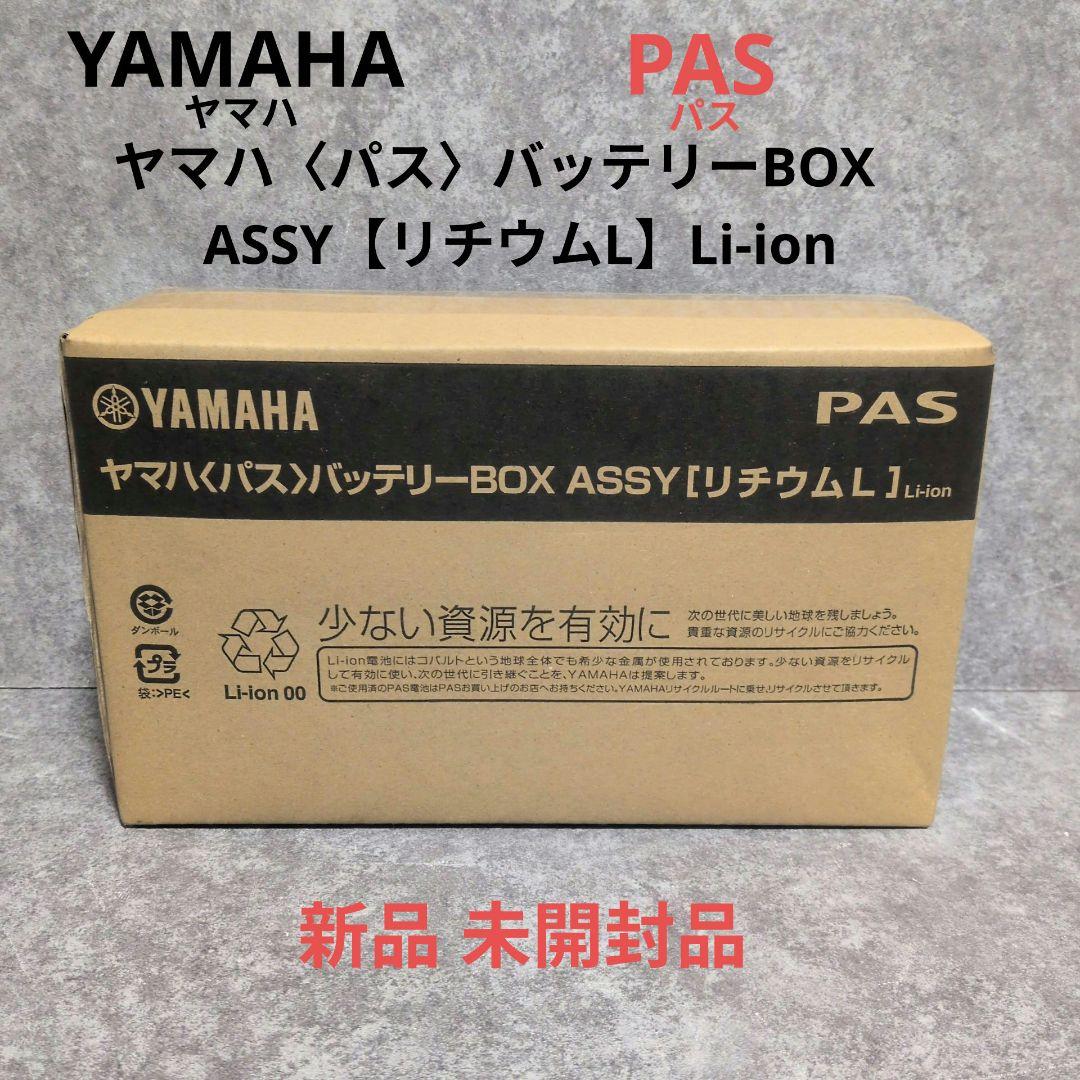 YAMAHA
ヤマハ
PAS
パス
ヤマハ〈パス〉バッテリーBOX
ASSY【リチウムL】Li-ion
YAMAHA
PAS
ヤマハ〈パス〉バッテリーBOX ASSY[リチウムL] Li-ion
ダンボール
プラ
袋:>PE<
Li-ion 00
少ない資源を有効に
次の世代に美しい地球を残しましょう。
貴重な資源のリサイクルにご協力ください。
Li-ion電池にはコバルトという地球全体でも希少な金属が使用されております。少ない資源をリサイクル
して有効に使い、次の世代に引き継ぐことを、YAMAHAは提案します。
※ご使用済のPAS電池はPASお買い上げのお店へお持ちください。YAMAHAリサイクルルートに乗せ、リサイクルさせて頂きます。
新品 未開封品